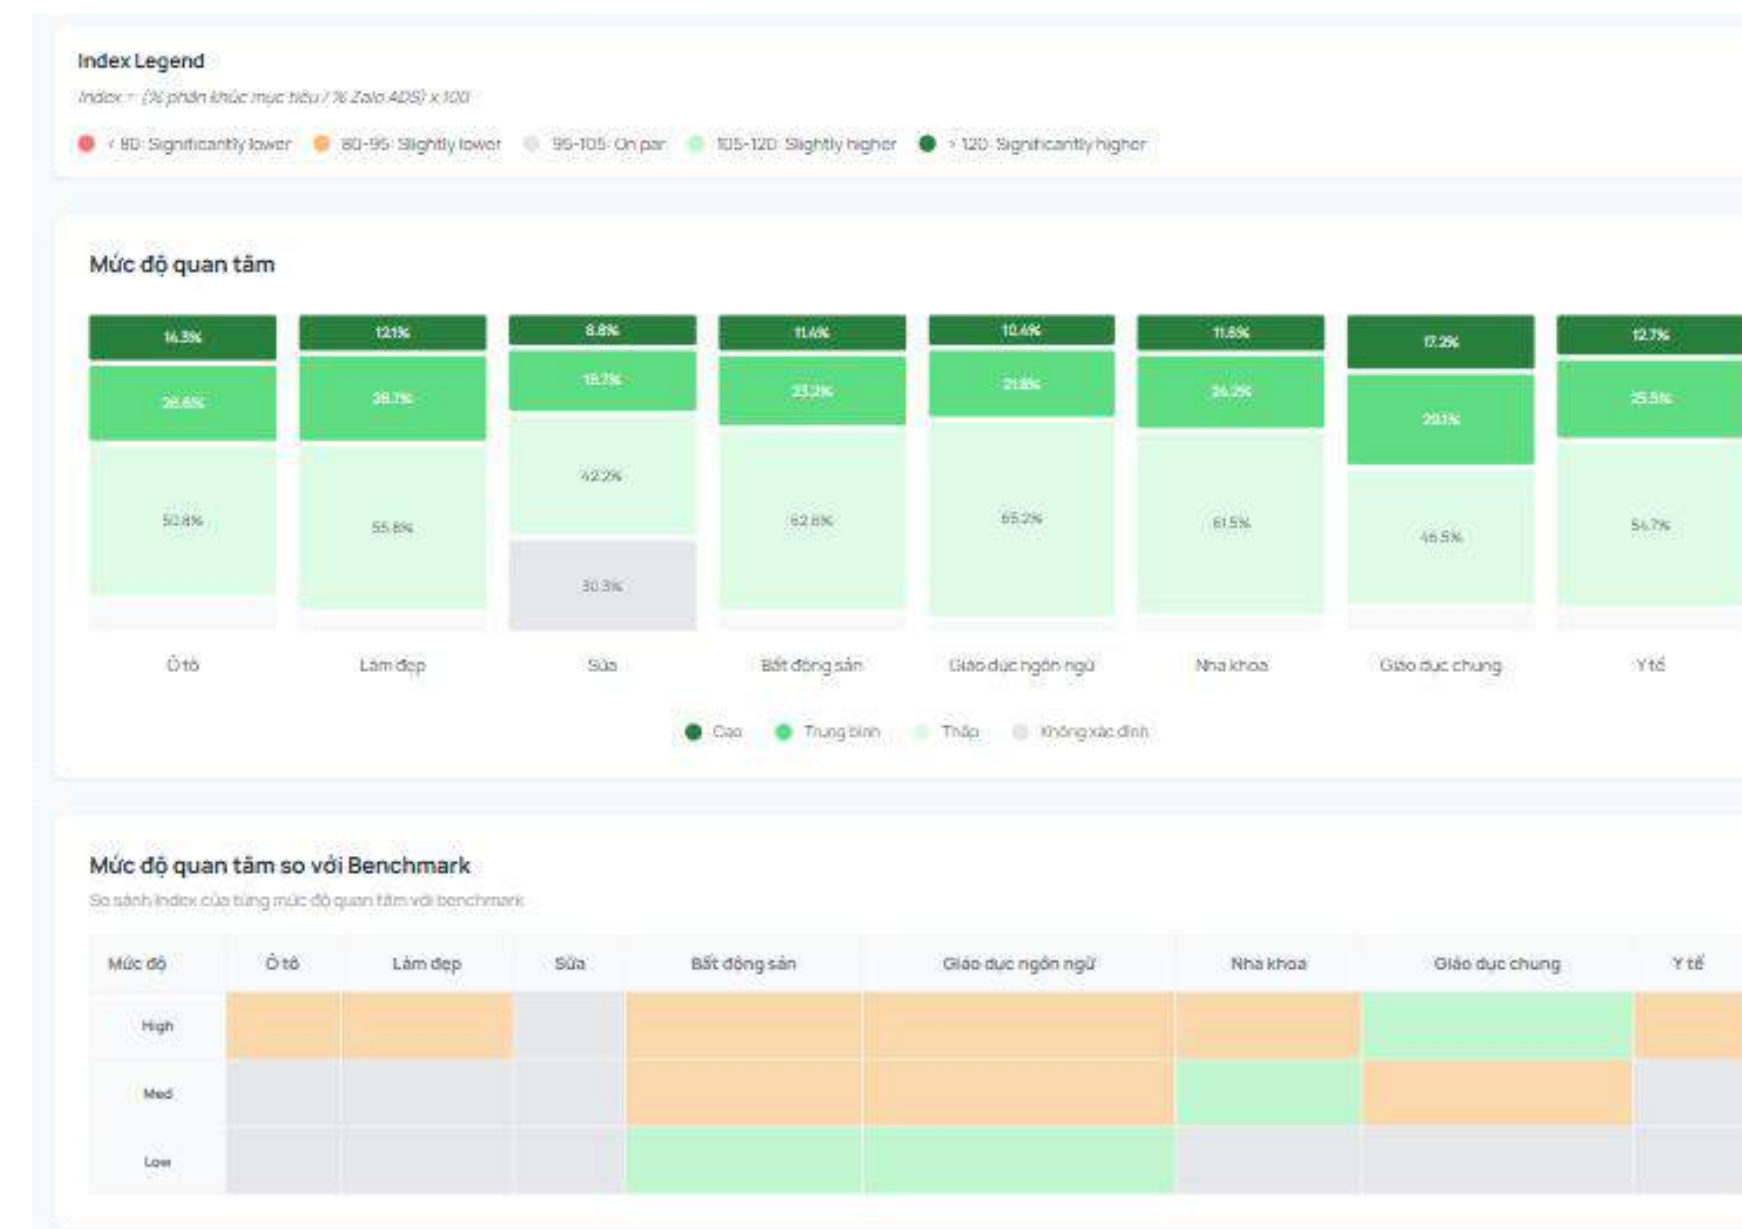 Index Legend
Index = (% phân khúc mục tiêu / % Zalo ADS) x 100
< 80: Significantly lower 80-95: Slightly lower 95-105: On par 105-120: Slightly higher > 120: Significantly higher
Mức độ quan tâm
14.3% 12.1% 8.8% 11.4% 10.4% 11.6% 17.2% 12.7%
26.7% 18.7% 23.2% 21.8% 24.2% 29.1% 25.5%
50.8% 55.8% 42.2% 65.2% 61.5% 46.5% 54.7%
30.3%
Ô tô Làm đẹp Sữa Bất động sản Giáo dục ngôn ngữ Nha khoa Giáo dục chung Y tế
Cao Trung bình Thấp Không xác định
Mức độ quan tâm so với Benchmark
So sánh Index của từng mức độ quan tâm với benchmark
Mức độ Ô tô Làm đẹp Sữa Bất động sản Giáo dục ngôn ngữ Nha khoa Giáo dục chung Y tế
High
Med
Low